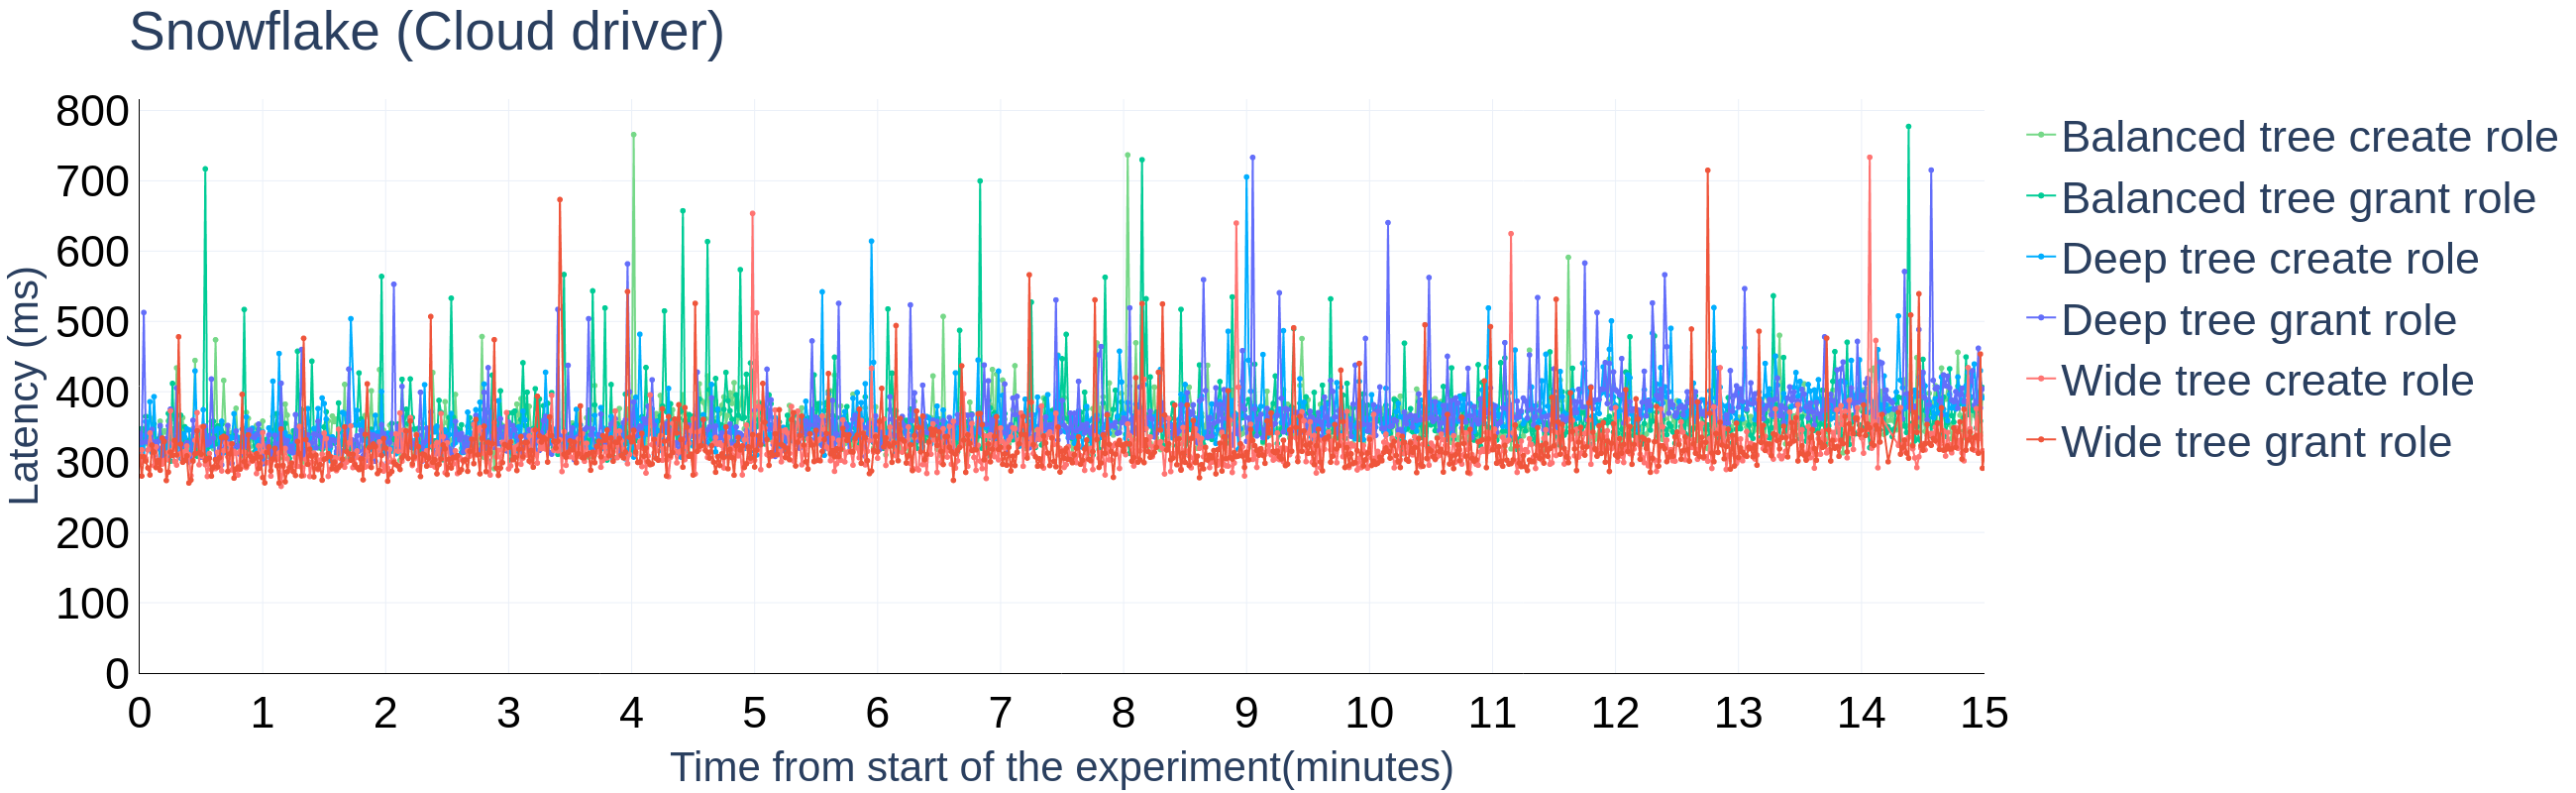 Snowflake (Cloud driver)
800
700
600
500
400
300
200
100
0
Latency (ms)
0 1 2 3 4 5 6 7 8 9 10 11 12 13 14 15
Time from start of the experiment(minutes)
Balanced tree create role
Balanced tree grant role
Deep tree create role
Deep tree grant role
Wide tree create role
Wide tree grant role